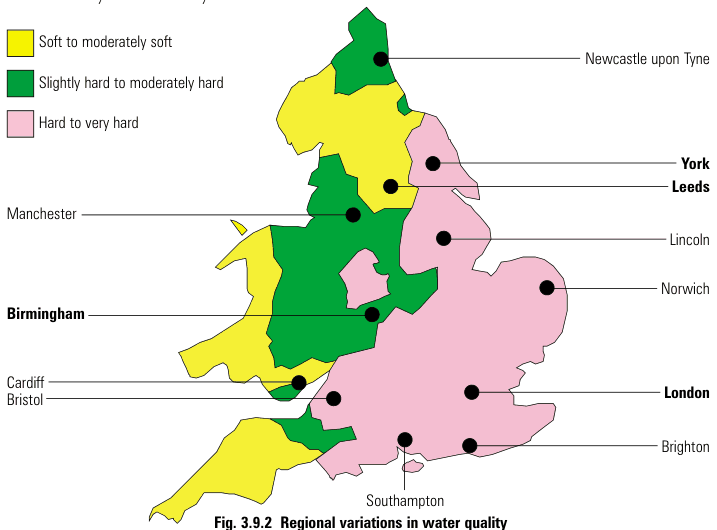 Soft to moderately soft
Slightly hard to moderately hard
Hard to very hard
Newcastle upon Tyne
York
Leeds
Manchester
Lincoln
Norwich
Birmingham
Cardiff
Bristol
London
Brighton
Southampton
Fig. 3.9.2 Regional variations in water quality